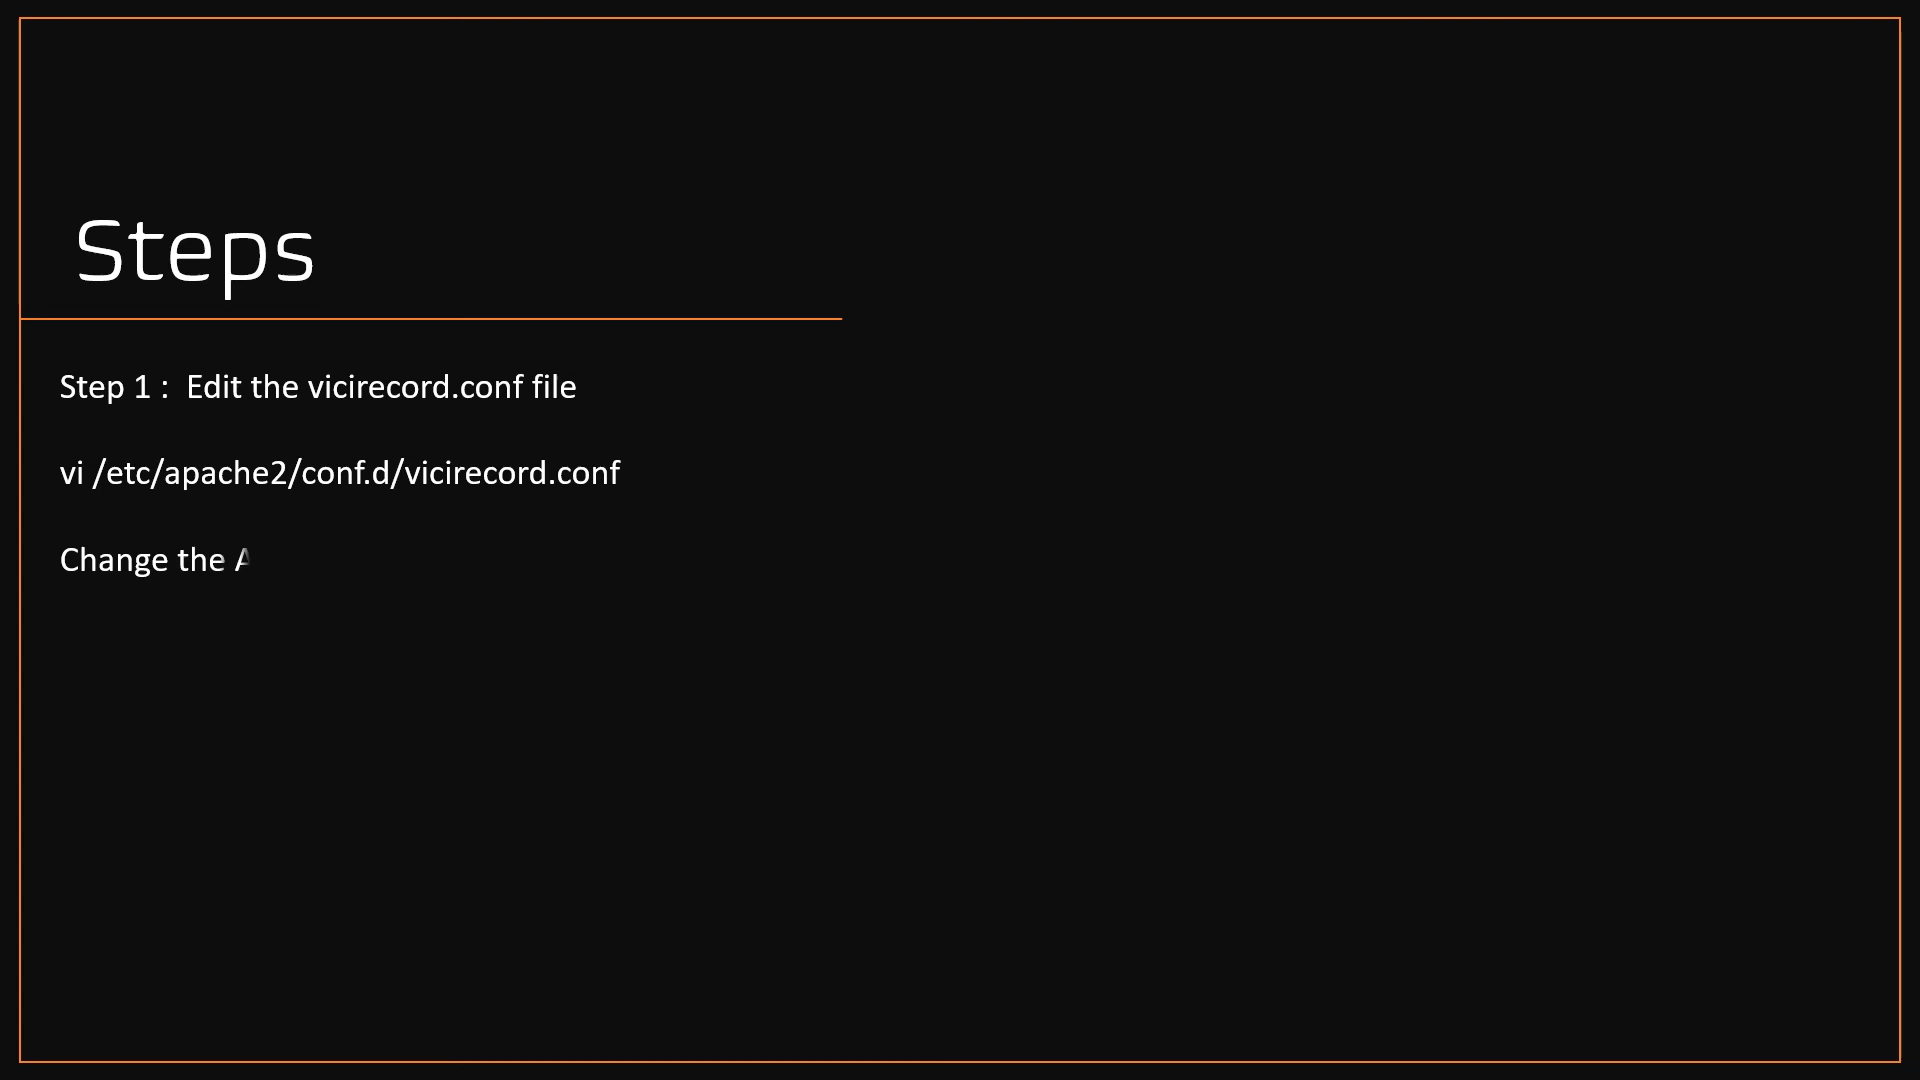 Steps
Step 1 :  Edit the vicirecord.conf file
vi /etc/apache2/conf.d/vicirecord.conf
Change the A